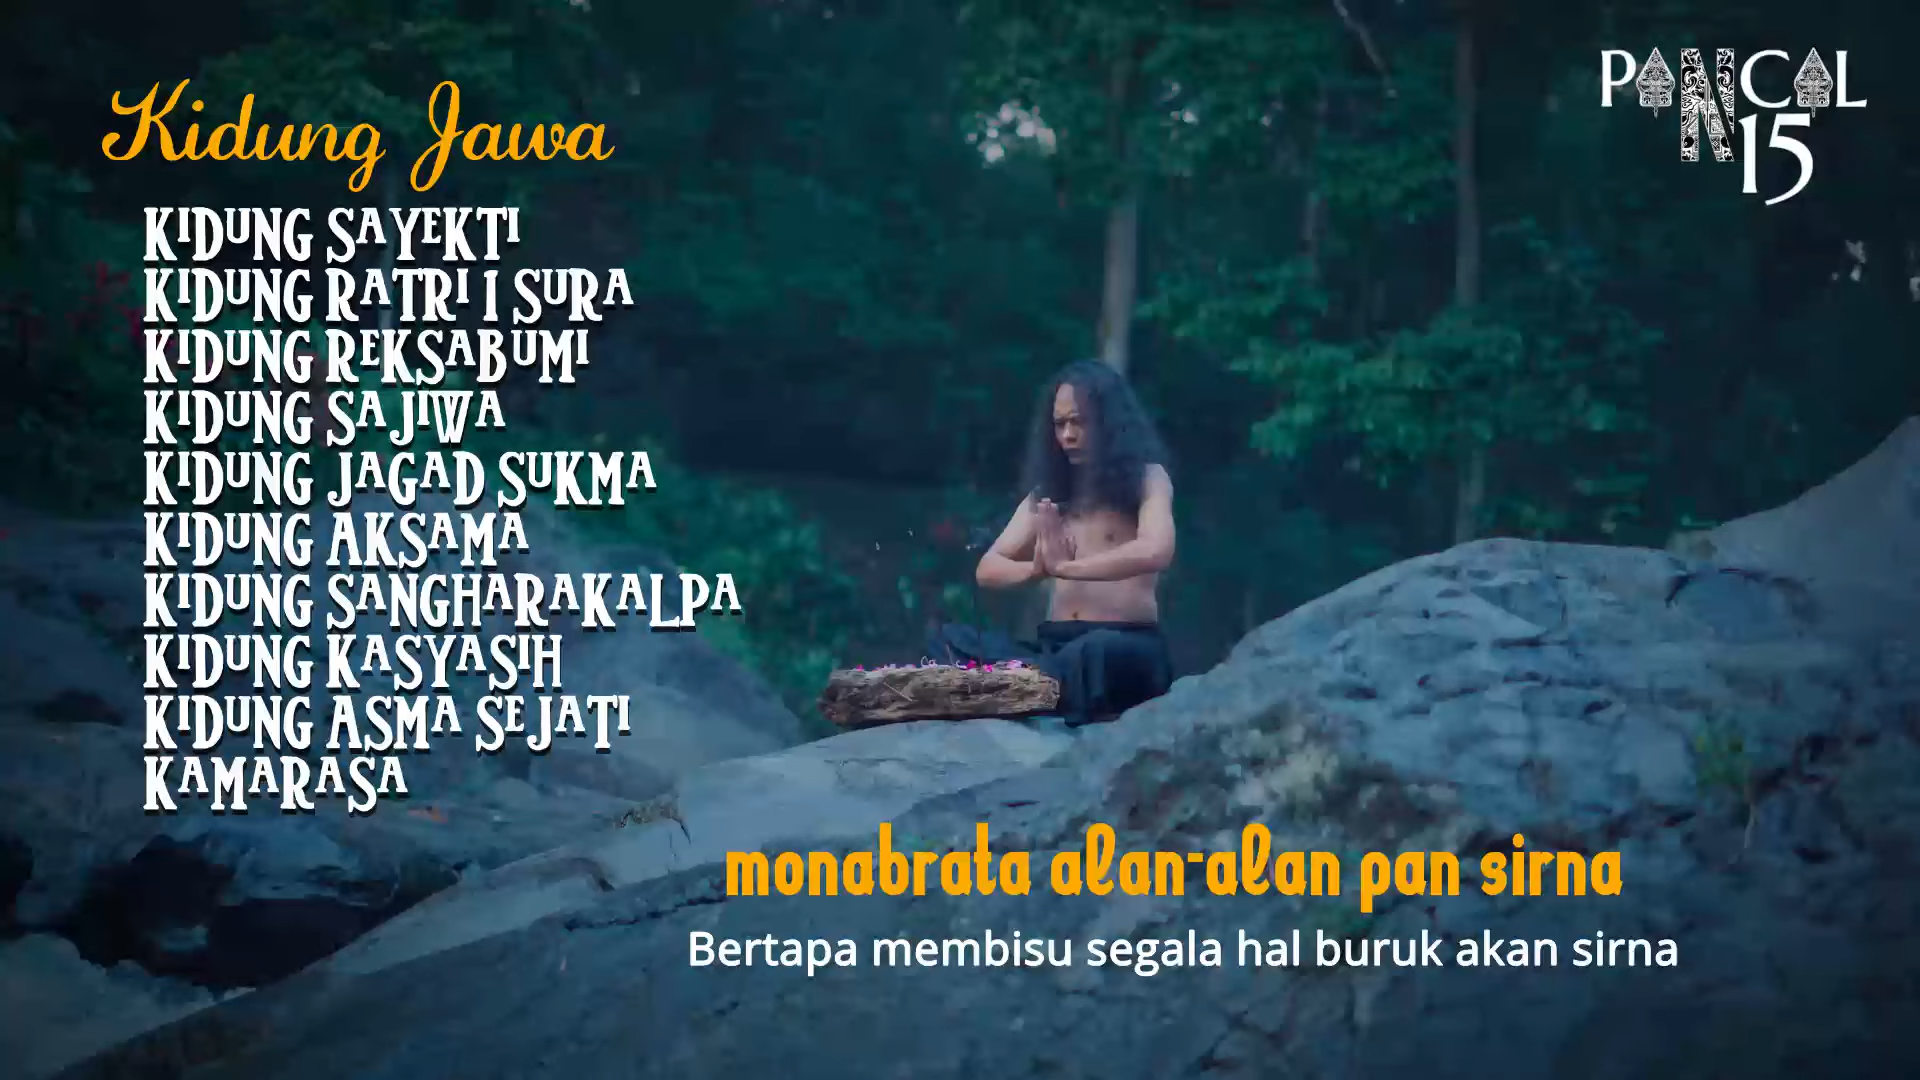 Kidung Jawa
KIDUNG SAYEKTI
KIDUNG RATRI 1 SURA
KIDUNG REKSABUMI
KIDUNG SAJIWA
KIDUNG JAGAD SUKMA
KIDUNG AKSAMA
KIDUNG SANGHARAKALPA
KIDUNG KASYASIH
KIDUNG ASMA SEJATI
KAMARASA
PANCAL
15
monabrata alan-alan pan sirna
Bertapa membisu segala hal buruk akan sirna